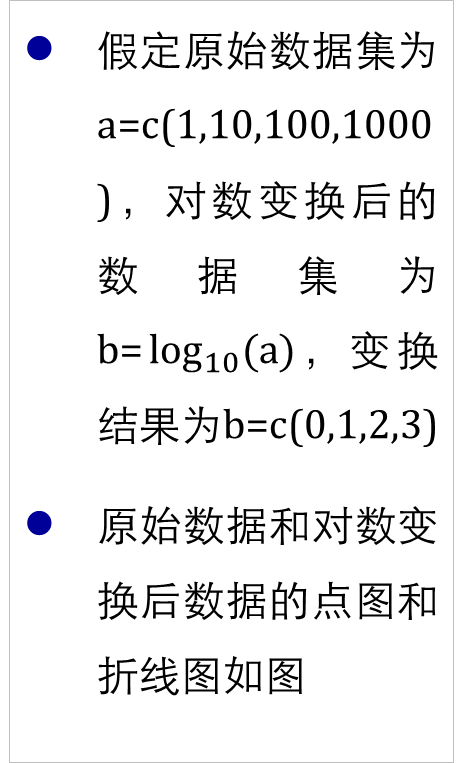 ● 假定原始数据集为
a=c(1,10,100,1000
)，对数变换后的
数据集为
b=log₁₀(a)，变换
结果为b=c(0,1,2,3)
● 原始数据和对数变
换后数据的点图和
折线图如图